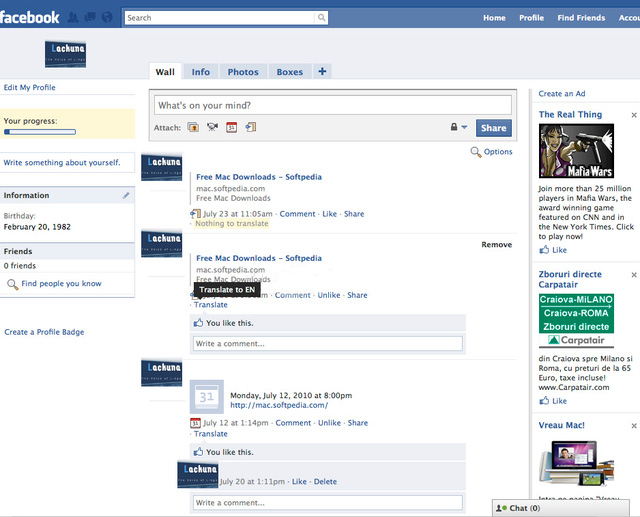 facebook
Search
Home Profile Find Friends Accou
Lachuna
Edit My Profile
Your progress:
Write something about yourself.
Information
Birthday:
February 20, 1982
Friends
0 friends
Find people you know
Create a Profile Badge
Wall Info Photos Boxes +
What's on your mind?
Attach:
Share
Options
Lachuna
Free Mac Downloads - Softpedia
mac.softpedia.com
Free Mac Downloads
July 23 at 11:05am · Comment · Like · Share
· Nothing to translate
Lachuna
Remove
Free Mac Downloads - Softpedia
mac.softpedia.com
Free Mac Downloads
Translate to EN
Comment · Unlike · Share
· Translate
You like this.
Write a comment...
Lachuna
31
Monday, July 12, 2010 at 8:00pm
http://mac.softpedia.com/
31 July 12 at 1:14pm · Comment · Unlike · Share
· Translate
You like this.
Lachuna
July 20 at 1:11pm · Like · Delete
Write a comment...
Create an Ad
The Real Thing
Mafia Wars
Join more than 25 million
players in Mafia Wars, the
award winning game
featured on CNN and in
the New York Times. Click
to play now!
Like
Zboruri directe
Carpatair
Craiova-MILANO
Craiova-ROMA
Zboruri directe
Carpatair
din Craiova spre Milano si
Roma, cu preturi de la 65
Euro, taxe incluse!
www.Carpatair.com
Like
Vreau Mac!
Chat (0)